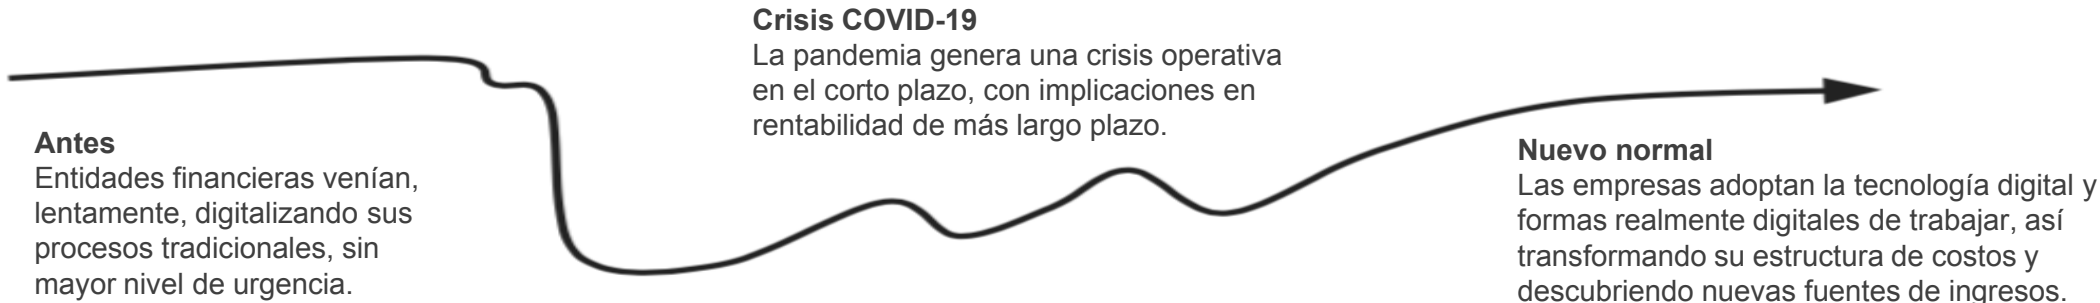 Crisis COVID-19
La pandemia genera una crisis operativa
en el corto plazo, con implicaciones en
rentabilidad de más largo plazo.
Antes
Entidades financieras venían,
lentamente, digitalizando sus
procesos tradicionales, sin
mayor nivel de urgencia.
Nuevo normal
Las empresas adoptan la tecnología digital y
formas realmente digitales de trabajar, así
transformando su estructura de costos y
descubriendo nuevas fuentes de ingresos.